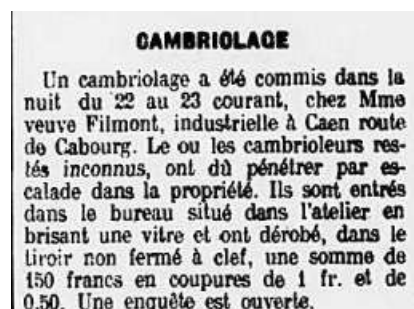 CAMBRIOLAGE
Un cambriolage a été commis dans la
nuit du 22 au 23 courant, chez Mme
veuve Filmont, industrielle à Caen route
de Cabourg. Le ou les cambrioleurs res-
tés inconnus, ont dû pénétrer par es-
calade dans la propriété. Ils sont entrés
dans le bureau situé dans l'atelier en
brisant une vitre et ont dérobé, dans le
tiroir non fermé à clef, une somme de
150 francs en coupures de 1 fr. et de
0.50. Une enquête est ouverte.